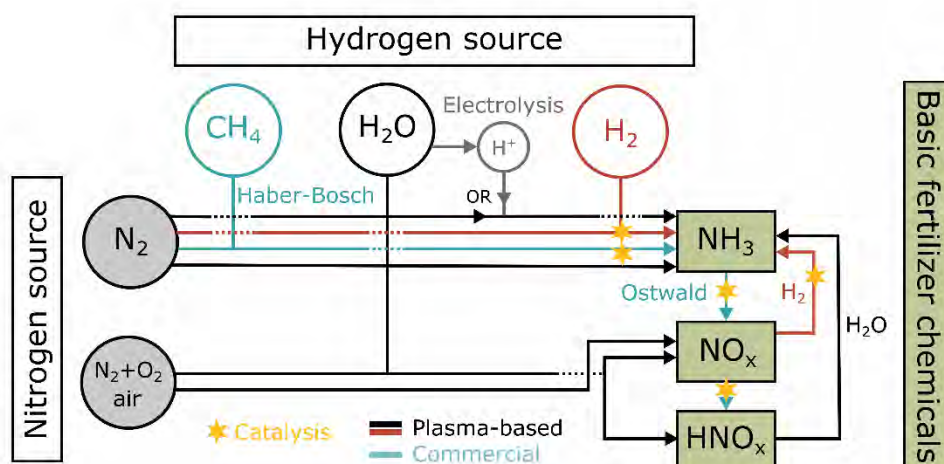 Hydrogen source
Electrolysis
CH₄
H₂O
H⁺
H₂
Haber-Bosch
OR
Nitrogen source
N₂
NH₃
Ostwald
H₂
H₂O
N₂+O₂
air
NOₓ
HNOₓ
Catalysis
Plasma-based
Commercial
Basic fertilizer chemicals